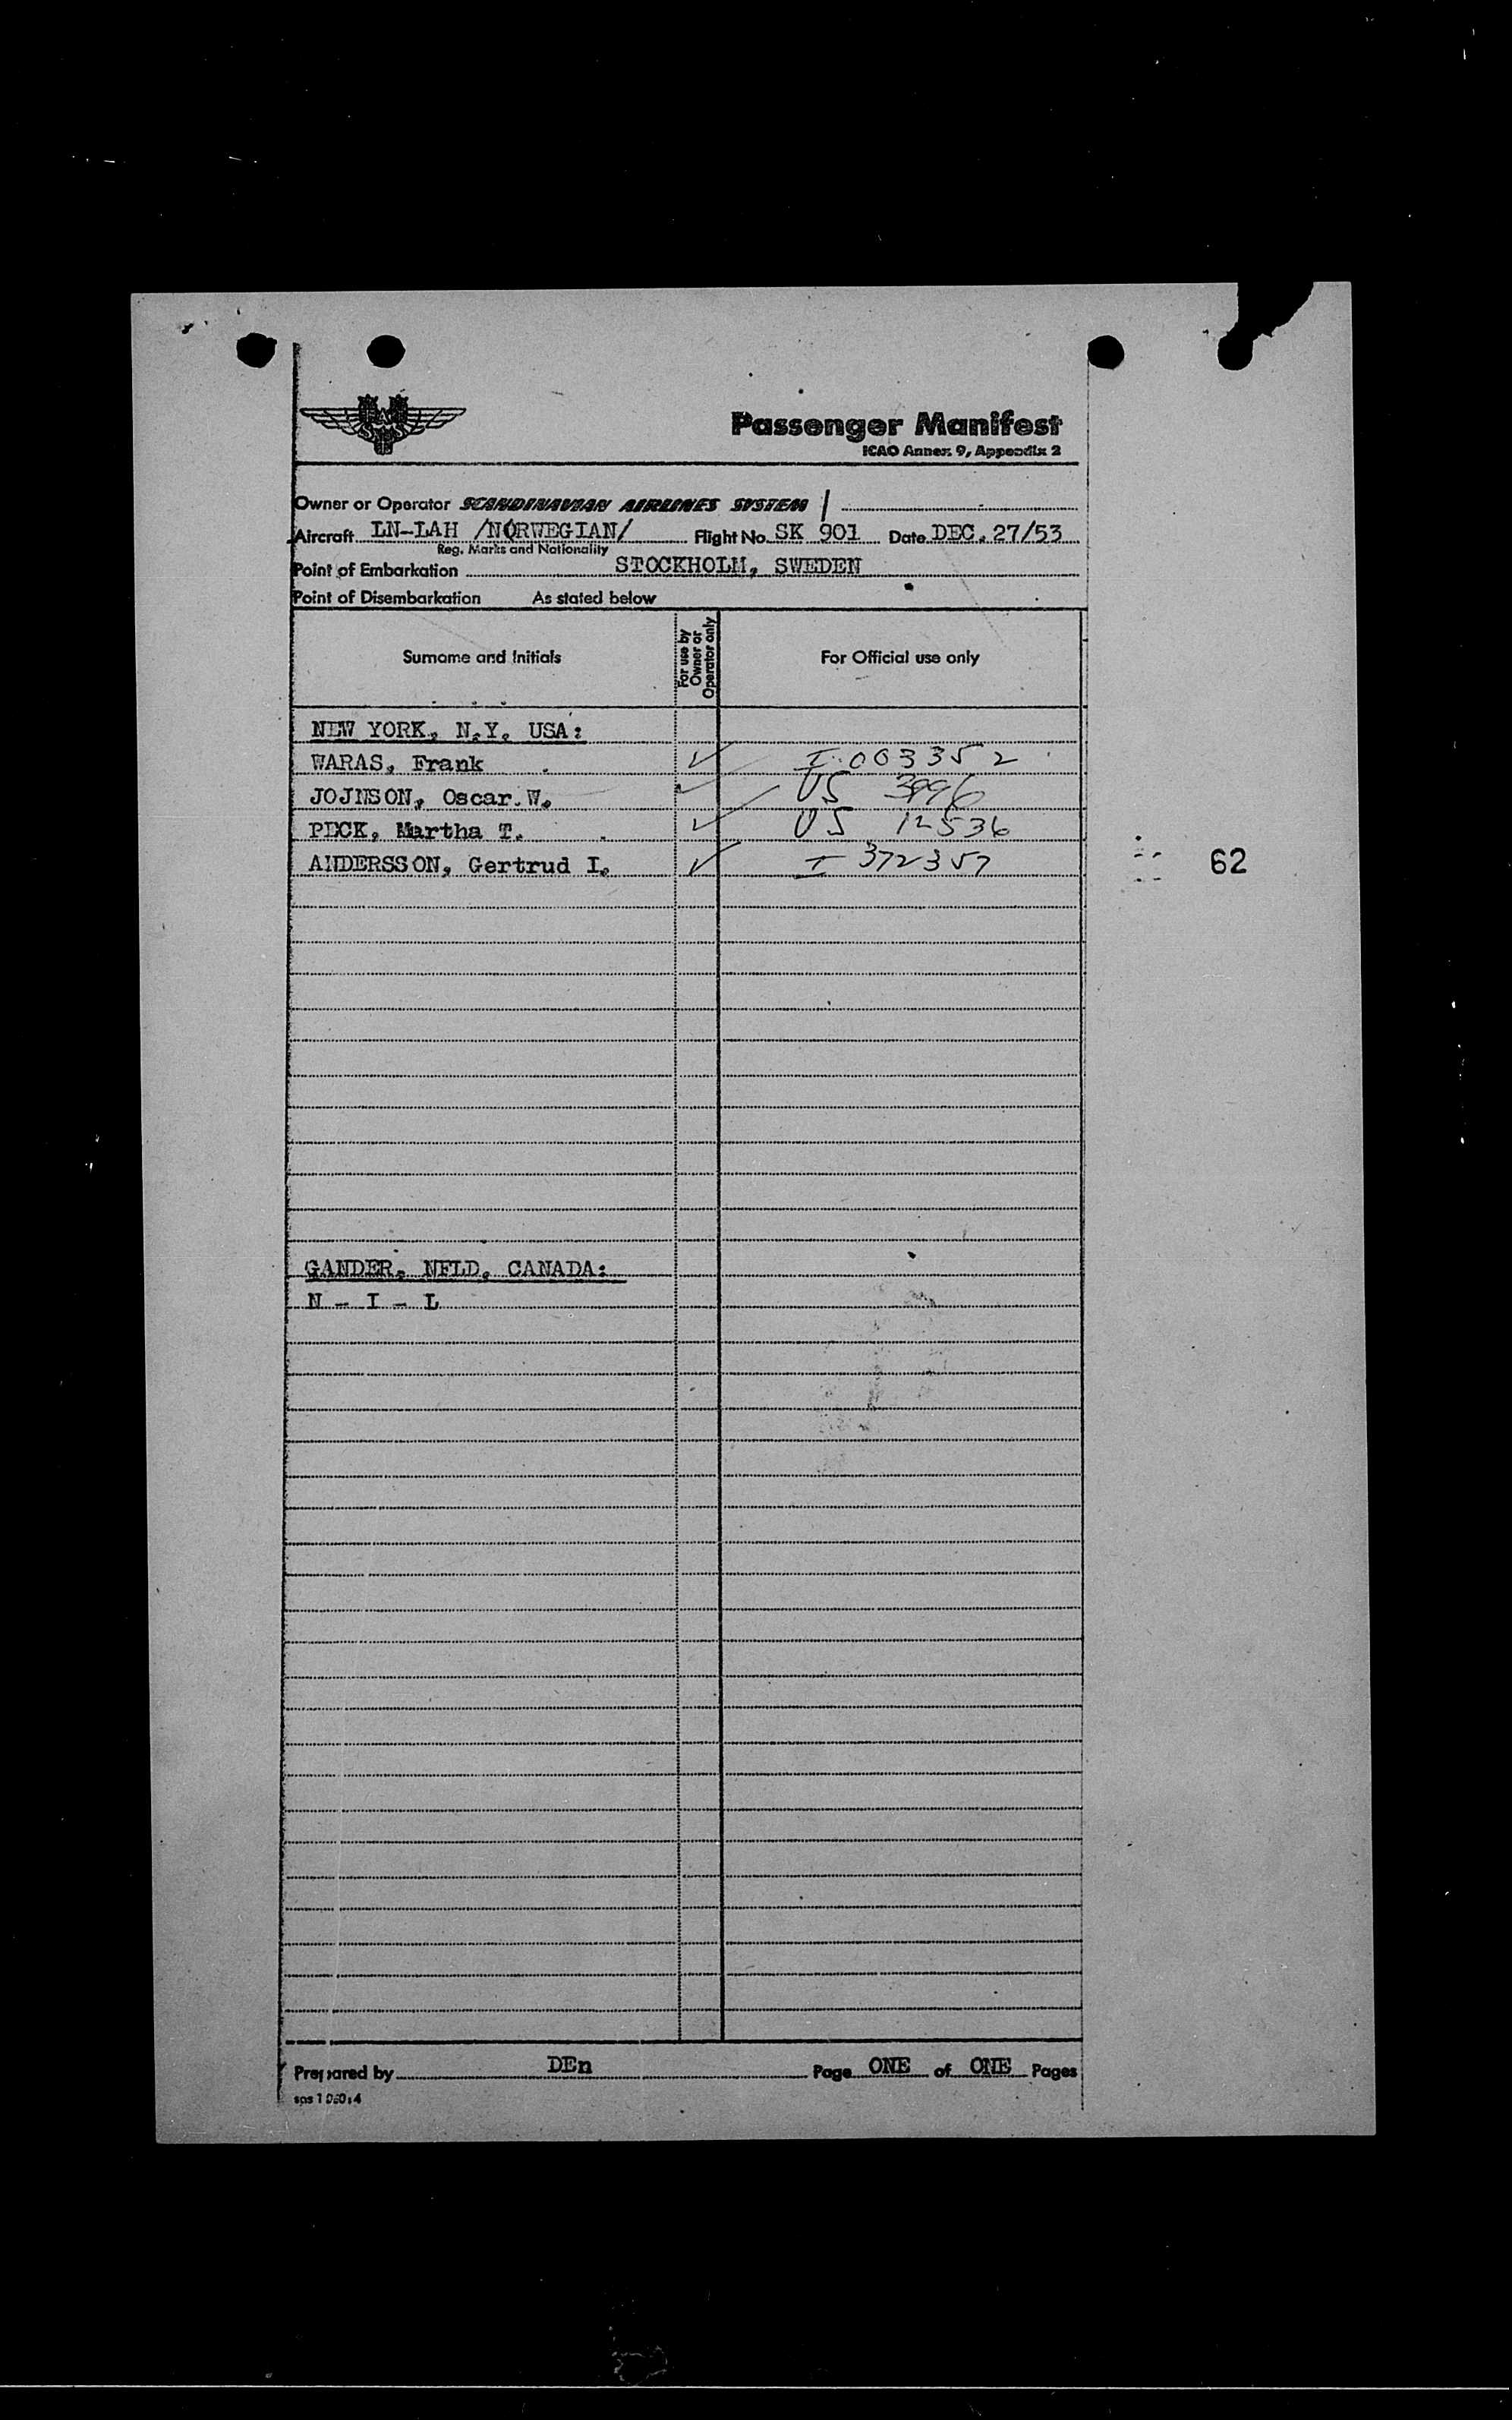 SAS
Passenger Manifest
ICAO Annex 9, Appendix 2
Owner or Operator SCANDINAVIAN AIRLINES SYSTEM /
Aircraft LN-LAH /NORWEGIAN/ Flight No. SK 901 Date DEC. 27/53
Reg. Marks and Nationality
Point of Embarkation STOCKHOLM, SWEDEN
Point of Disembarkation As stated below
Surname and Initials For use by Owner or Operator only For Official use only
NEW YORK, N.Y. USA:
WARAS, Frank ✓ I 003352
JOJNSON, Oscar W. ✓ US
PECK, Martha T. ✓ US 12536
ANDERSSON, Gertrud I. ✓ I 372357
62
GANDER, NFLD, CANADA:
N - I - L
Prepared by DEn Page ONE of ONE Pages